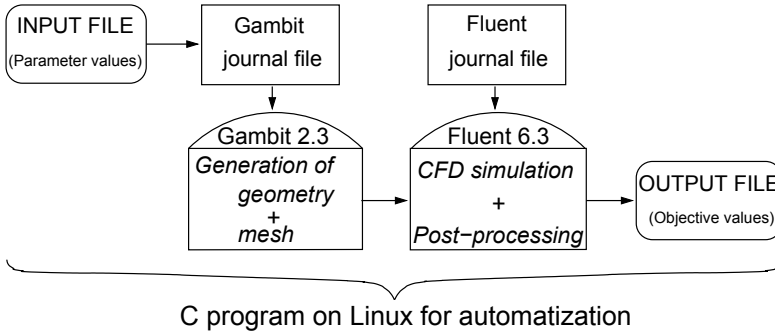 INPUT FILE
(Parameter values)
Gambit
journal file
Fluent
journal file
Gambit 2.3
Generation of
geometry
+
mesh
Fluent 6.3
CFD simulation
+
Post−processing
OUTPUT FILE
(Objective values)
C program on Linux for automatization